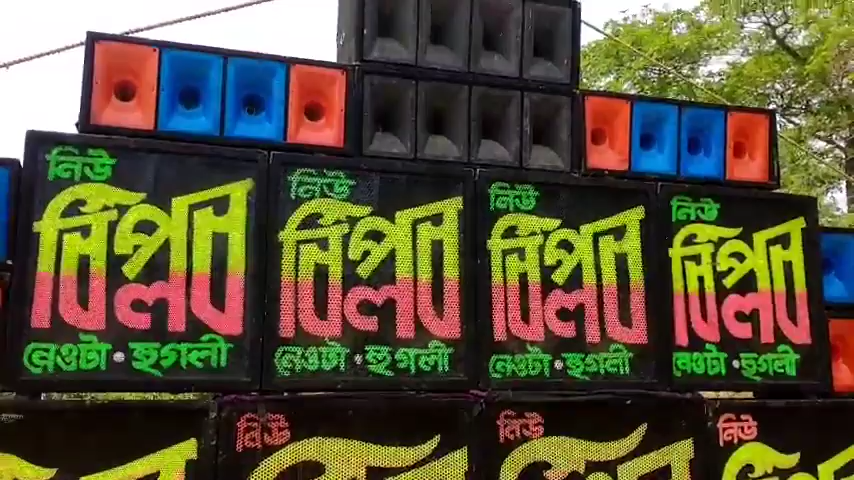 নিউ
বিপ্লব
নেওটা • হুগলী
নিউ
বিপ্লব
নেওটা • হুগলী
নিউ
বিপ্লব
নেওটা • হুগলী
নিউ
বিপ্লব
নেওটা • হুগলী
নিউ
নিউ
নিউ